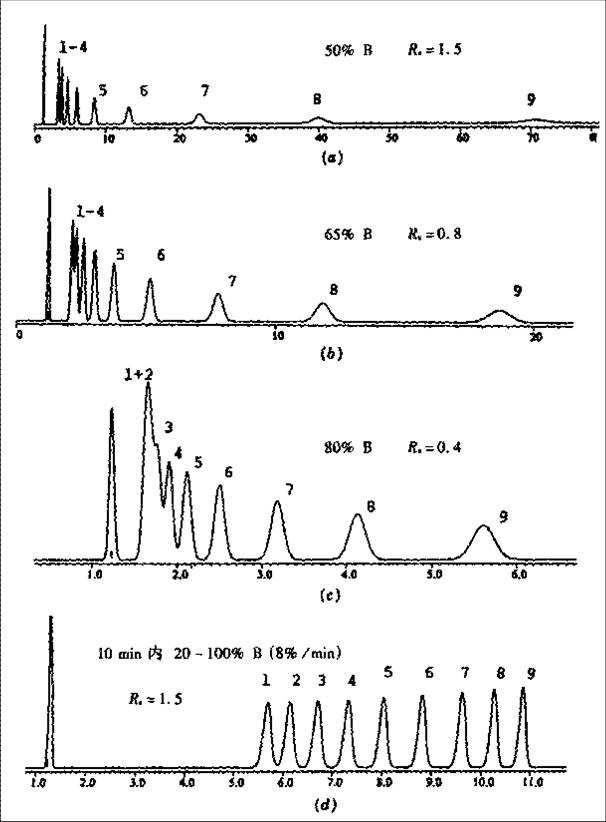 50% B Rs=1.5
1-4
5 6 7 8 9
0 10 20 30 40 50 60 70
(a)
65% B Rs=0.8
1-4
5 6 7 8 9
0 10 20
(b)
80% B Rs=0.4
1+2
3
4
5 6 7 8 9
1.0 2.0 3.0 4.0 5.0 6.0
(c)
10 min 内 20~100% B (8%/min)
Rs=1.5
1 2 3 4 5 6 7 8 9
1.0 2.0 3.0 4.0 5.0 6.0 7.0 8.0 9.0 10.0 11.0
(d)